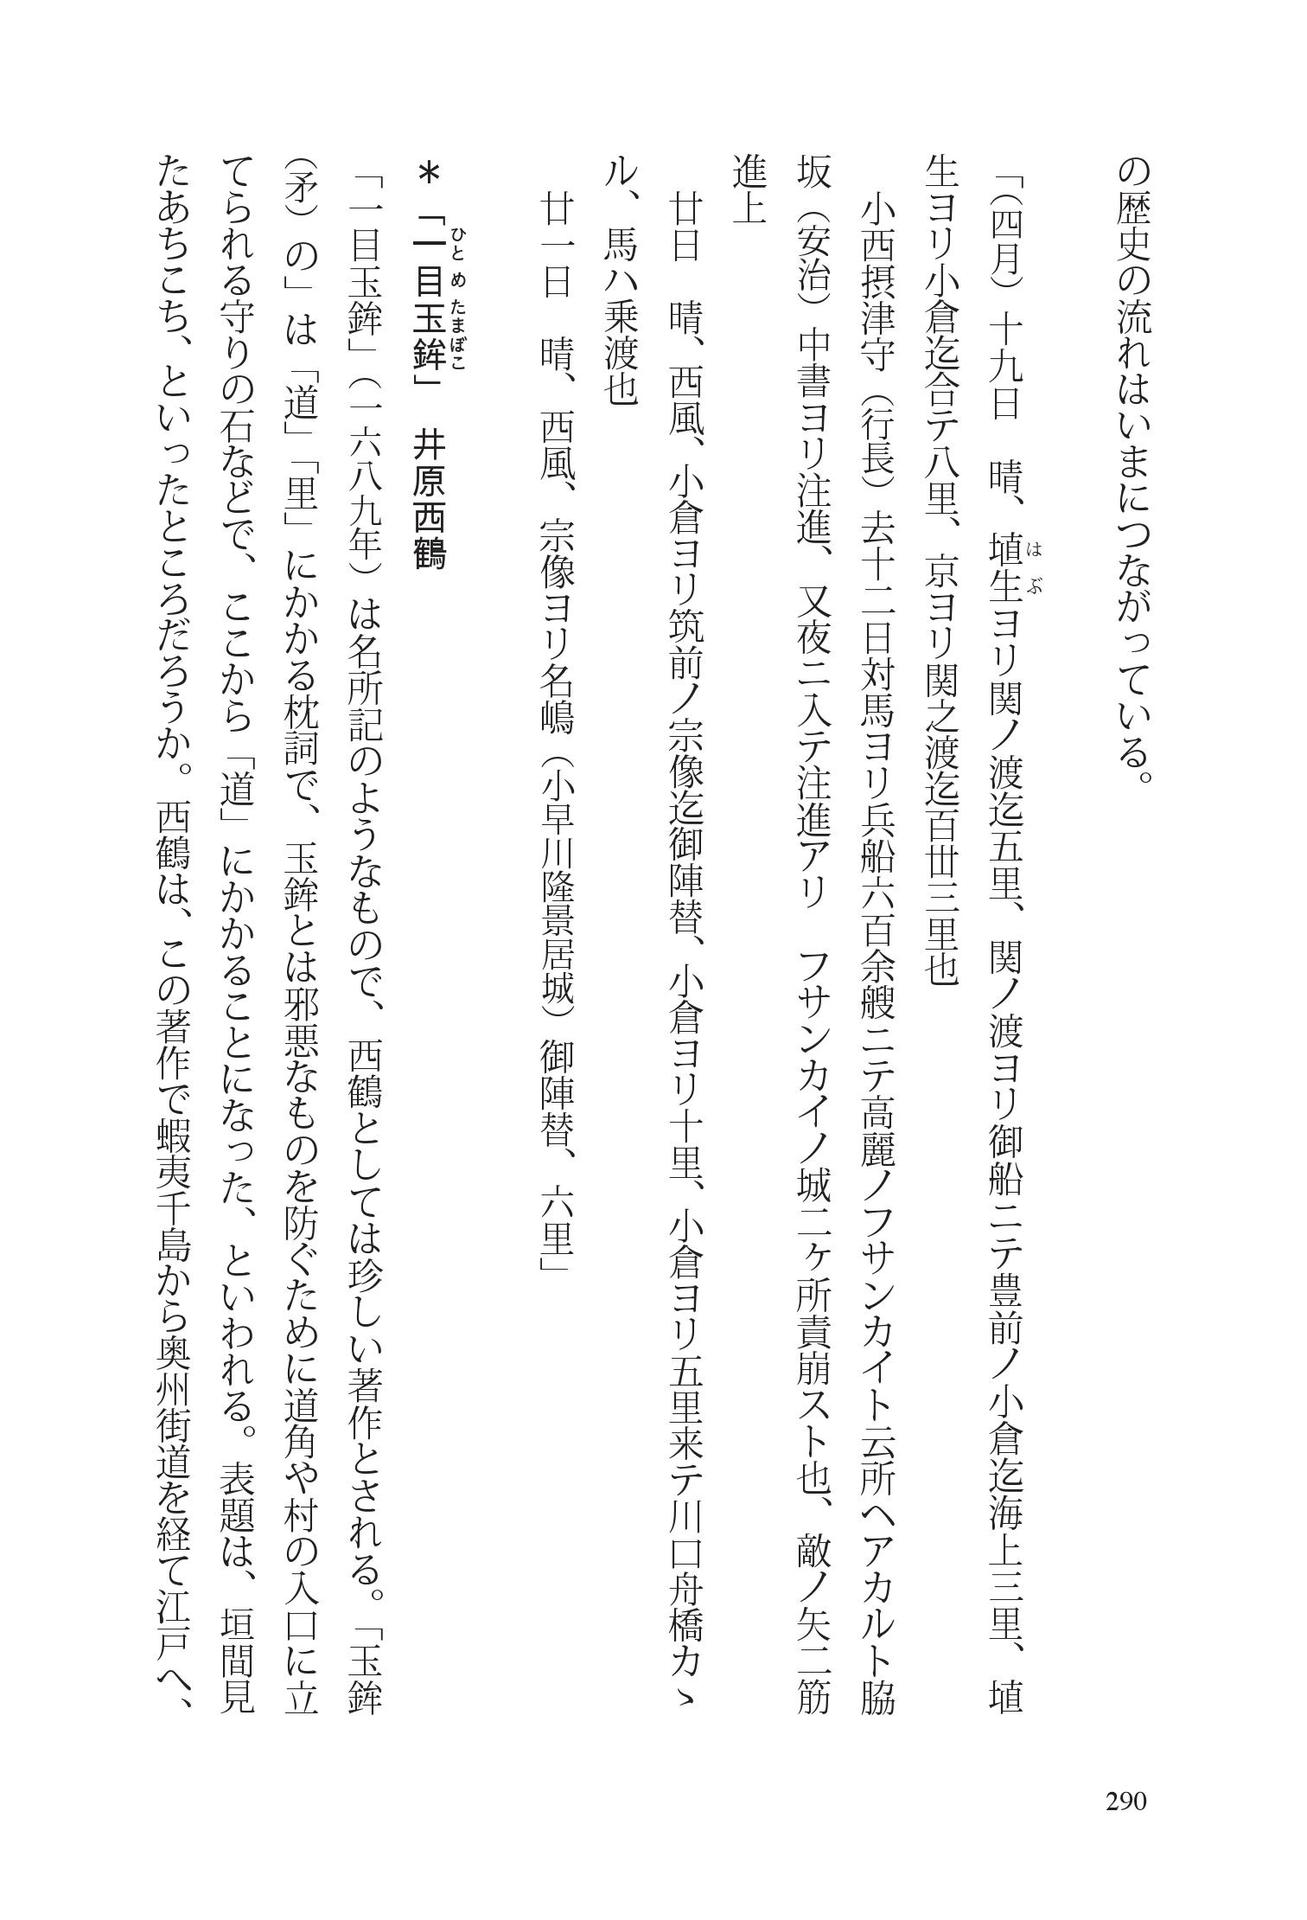 の歴史の流れはいまにつながっている。
「（四月）十九日　晴、埴生ヨリ関ノ渡迄五里、関ノ渡ヨリ御船ニテ豊前ノ小倉迄海上三里、埴
はぶ
生ヨリ小倉迄合テ八里、京ヨリ関之渡迄百丗三里也
小西摂津守（行長）去十二日対馬ヨリ兵船六百余艘ニテ高麗ノフサンカイト云所ヘアカルト脇
坂（安治）中書ヨリ注進、又夜ニ入テ注進アリ　フサンカイノ城二ヶ所責崩スト也、敵ノ矢二筋
進上
廿日　晴、西風、小倉ヨリ筑前ノ宗像迄御陣替、小倉ヨリ十里、小倉ヨリ五里来テ川口舟橋カヽ
ル、馬ハ乗渡也
廿一日　晴、西風、宗像ヨリ名嶋（小早川隆景居城）御陣替、六里」
＊「一目玉鉾」　井原西鶴
ひとめたまぼこ
「一目玉鉾」（一六八九年）は名所記のようなもので、西鶴としては珍しい著作とされる。「玉鉾
（矛）の」は「道」「里」にかかる枕詞で、玉鉾とは邪悪なものを防ぐために道角や村の入口に立
てられる守りの石などで、ここから「道」にかかることになった、といわれる。表題は、垣間見
たあちこち、といったところだろうか。西鶴は、この著作で蝦夷千島から奥州街道を経て江戸へ、
290